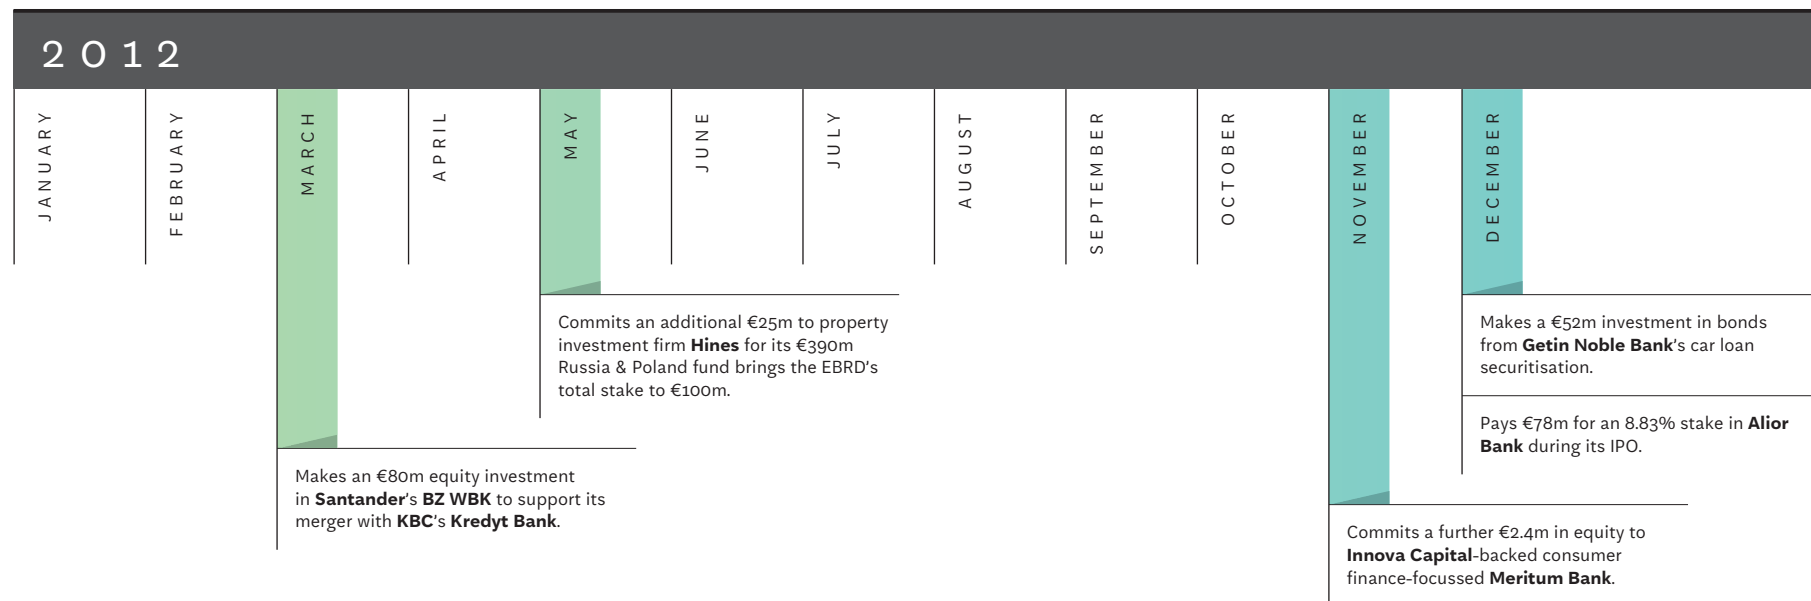 2012
JANUARY
FEBRUARY
MARCH
APRIL
MAY
JUNE
JULY
AUGUST
SEPTEMBER
OCTOBER
NOVEMBER
DECEMBER
Makes an €80m equity investment
in Santander's BZ WBK to support its
merger with KBC's Kredyt Bank.
Commits an additional €25m to property
investment firm Hines for its €390m
Russia & Poland fund brings the EBRD's
total stake to €100m.
Commits a further €2.4m in equity to
Innova Capital-backed consumer
finance-focussed Meritum Bank.
Makes a €52m investment in bonds
from Getin Noble Bank's car loan
securitisation.
Pays €78m for an 8.83% stake in Alior
Bank during its IPO.